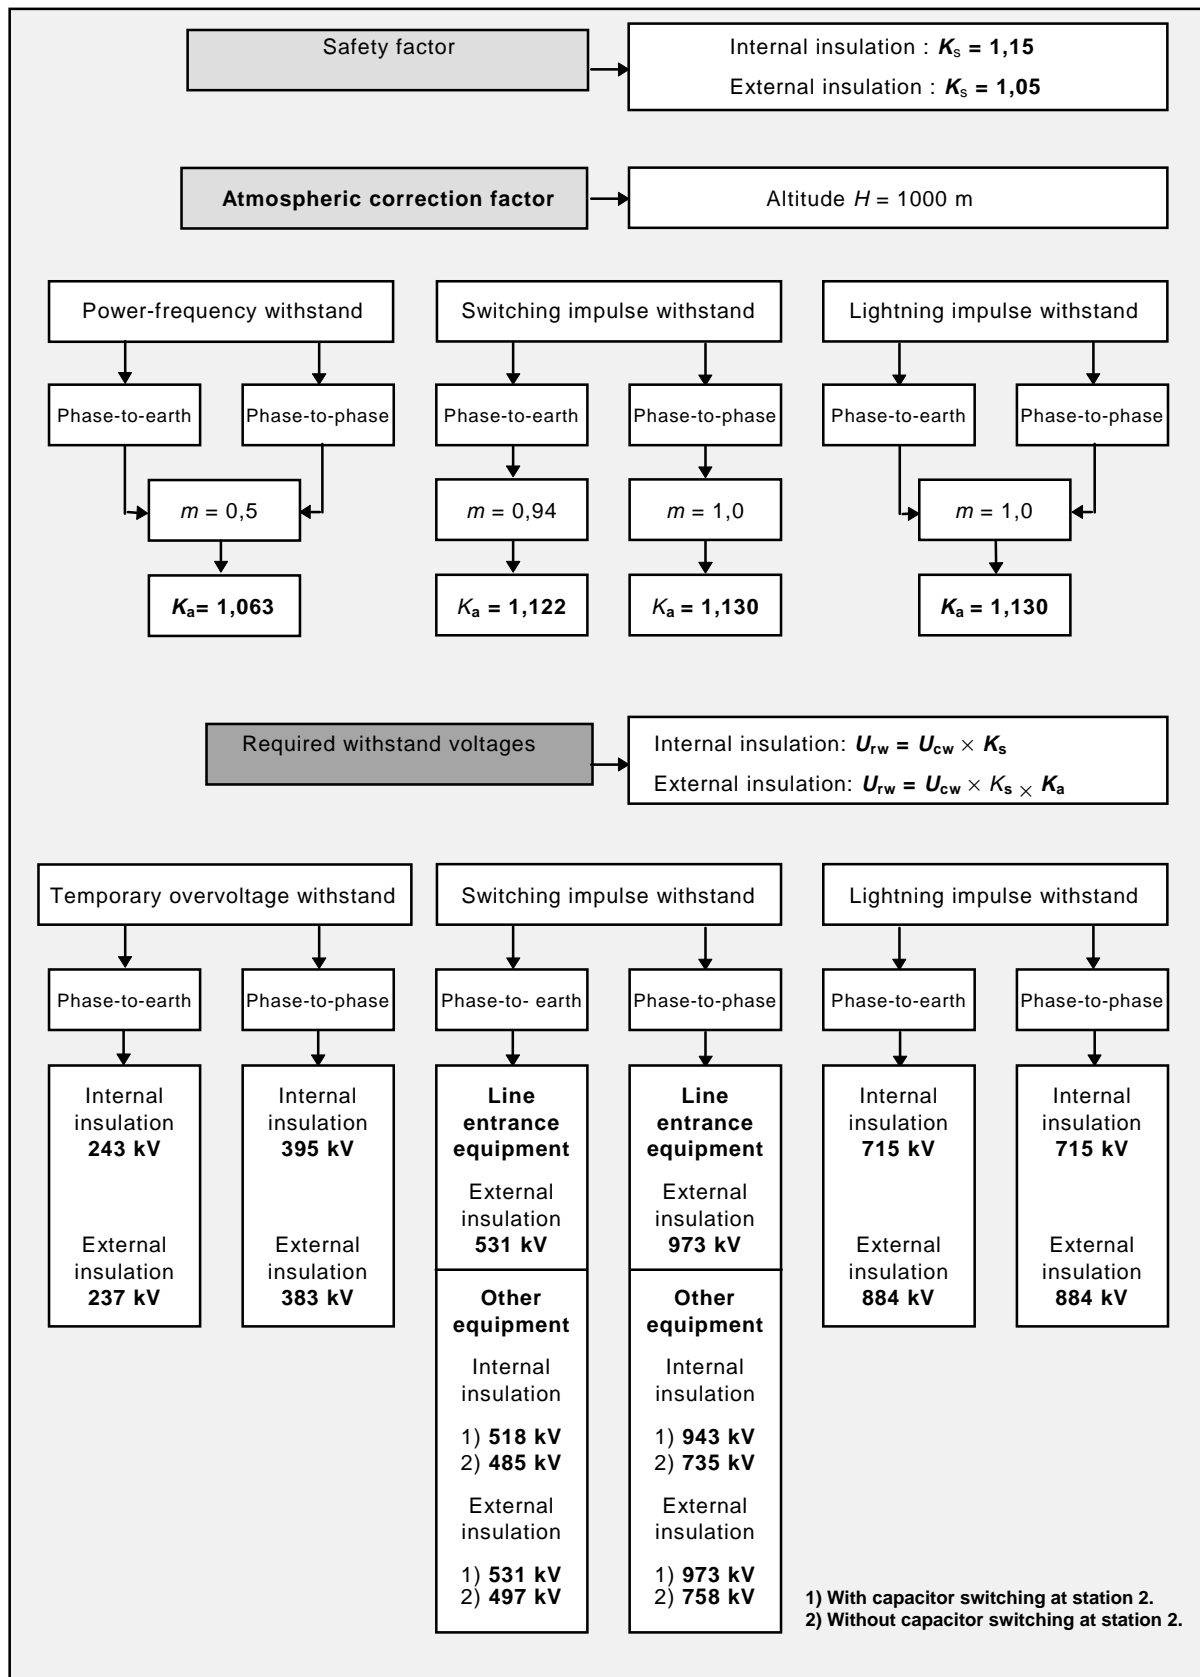 Safety factor
Internal insulation : Ks = 1,15
External insulation : Ks = 1,05
Atmospheric correction factor
Altitude H = 1000 m
Power-frequency withstand
Switching impulse withstand
Lightning impulse withstand
Phase-to-earth
Phase-to-phase
Phase-to-earth
Phase-to-phase
Phase-to-earth
Phase-to-phase
m = 0,5
m = 0,94
m = 1,0
m = 1,0
Ka= 1,063
Ka = 1,122
Ka = 1,130
Ka = 1,130
Required withstand voltages
Internal insulation: Urw = Ucw × Ks
External insulation: Urw = Ucw × Ks × Ka
Temporary overvoltage withstand
Switching impulse withstand
Lightning impulse withstand
Phase-to-earth
Phase-to-phase
Phase-to- earth
Phase-to-phase
Phase-to-earth
Phase-to-phase
Internal
insulation
243 kV
External
insulation
237 kV
Internal
insulation
395 kV
External
insulation
383 kV
Line
entrance
equipment
External
insulation
531 kV
Other
equipment
Internal
insulation
1) 518 kV
2) 485 kV
External
insulation
1) 531 kV
2) 497 kV
Line
entrance
equipment
External
insulation
973 kV
Other
equipment
Internal
insulation
1) 943 kV
2) 735 kV
External
insulation
1) 973 kV
2) 758 kV
Internal
insulation
715 kV
External
insulation
884 kV
Internal
insulation
715 kV
External
insulation
884 kV
1) With capacitor switching at station 2.
2) Without capacitor switching at station 2.